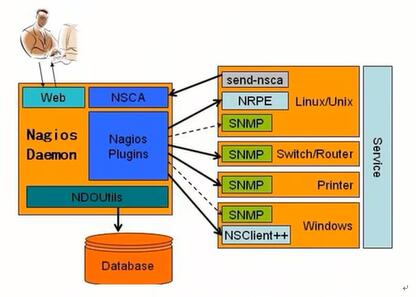 Web
NSCA
Nagios
Daemon
Nagios
Plugins
NDOUtils
Database
send-nsca
NRPE
Linux/Unix
SNMP
SNMP
Switch/Router
SNMP
Printer
SNMP
Windows
NSClient++
Service